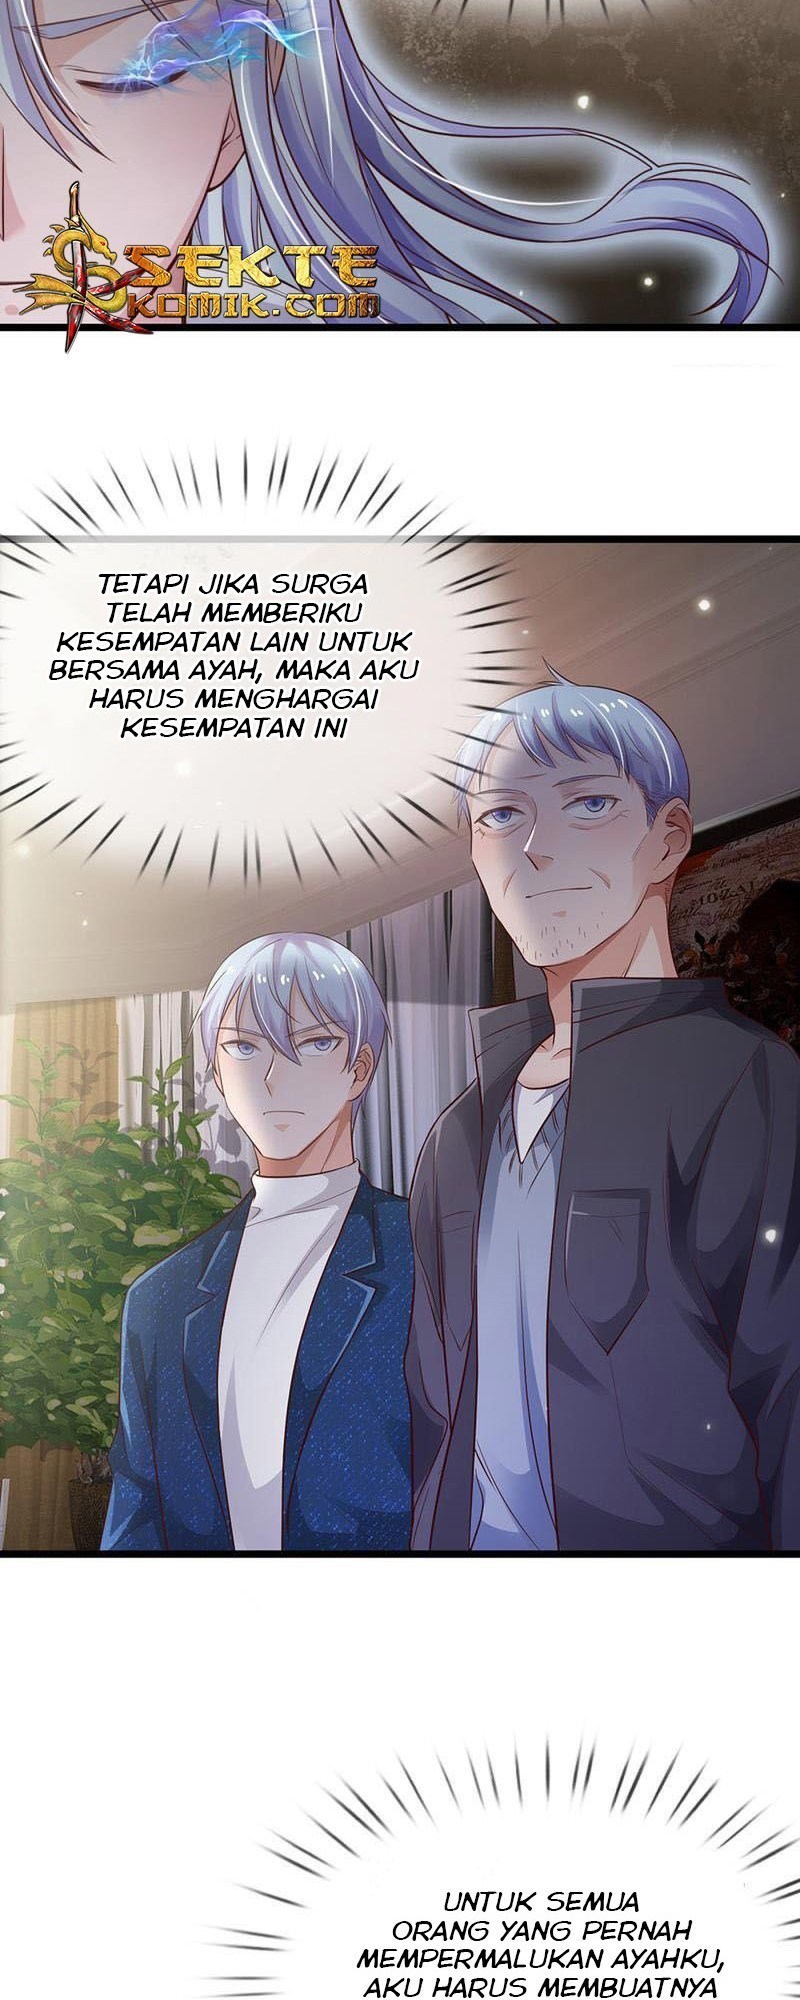 SEKTE
KOMIK.COM
TETAPI JIKA SURGA
TELAH MEMBERIKU
KESEMPATAN LAIN UNTUK
BERSAMA AYAH, MAKA AKU
HARUS MENGHARGAI
KESEMPATAN INI
UNTUK SEMUA
ORANG YANG PERNAH
MEMPERMALUKAN AYAHKU,
AKU HARUS MEMBUATNYA